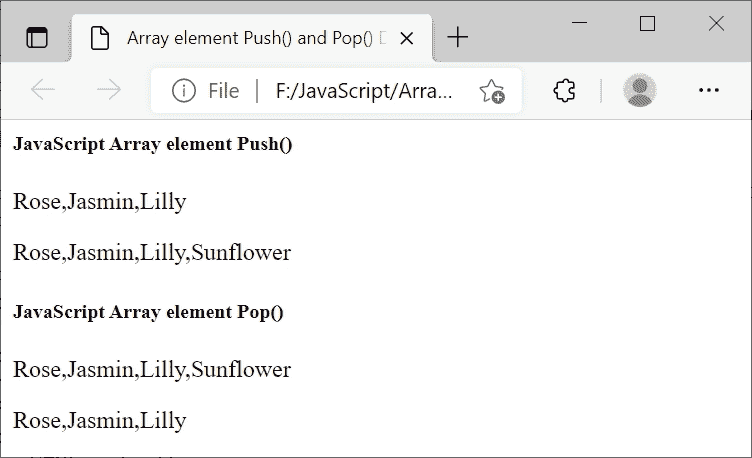 Array element Push() and Pop() D
File
F:/JavaScript/Arra...
JavaScript Array element Push()
Rose,Jasmin,Lilly
Rose,Jasmin,Lilly,Sunflower
JavaScript Array element Pop()
Rose,Jasmin,Lilly,Sunflower
Rose,Jasmin,Lilly